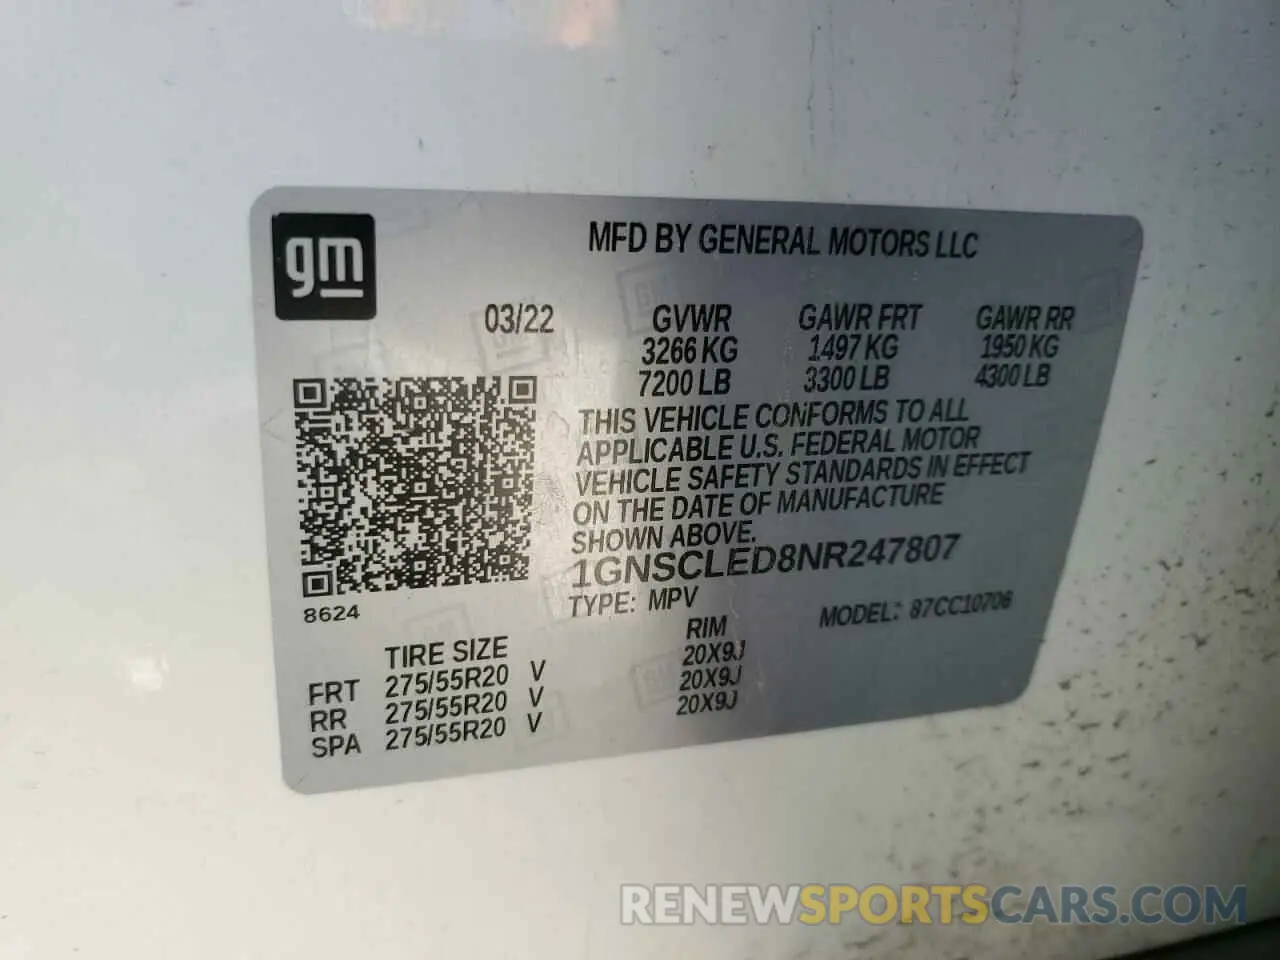 gm
MFD BY GENERAL MOTORS LLC
03/22 GVWR GAWR FRT GAWR RR
3266 KG 1497 KG 1950 KG
7200 LB 3300 LB 4300 LB
THIS VEHICLE CONFORMS TO ALL
APPLICABLE U.S. FEDERAL MOTOR
VEHICLE SAFETY STANDARDS IN EFFECT
ON THE DATE OF MANUFACTURE
SHOWN ABOVE.
1GNSCLED8NR247807
8624 TYPE: MPV MODEL: 87CC10706
TIRE SIZE RIM
FRT 275/55R20 V 20X9J
RR 275/55R20 V 20X9J
SPA 275/55R20 V 20X9J
RENEWSPORTSCARS.COM